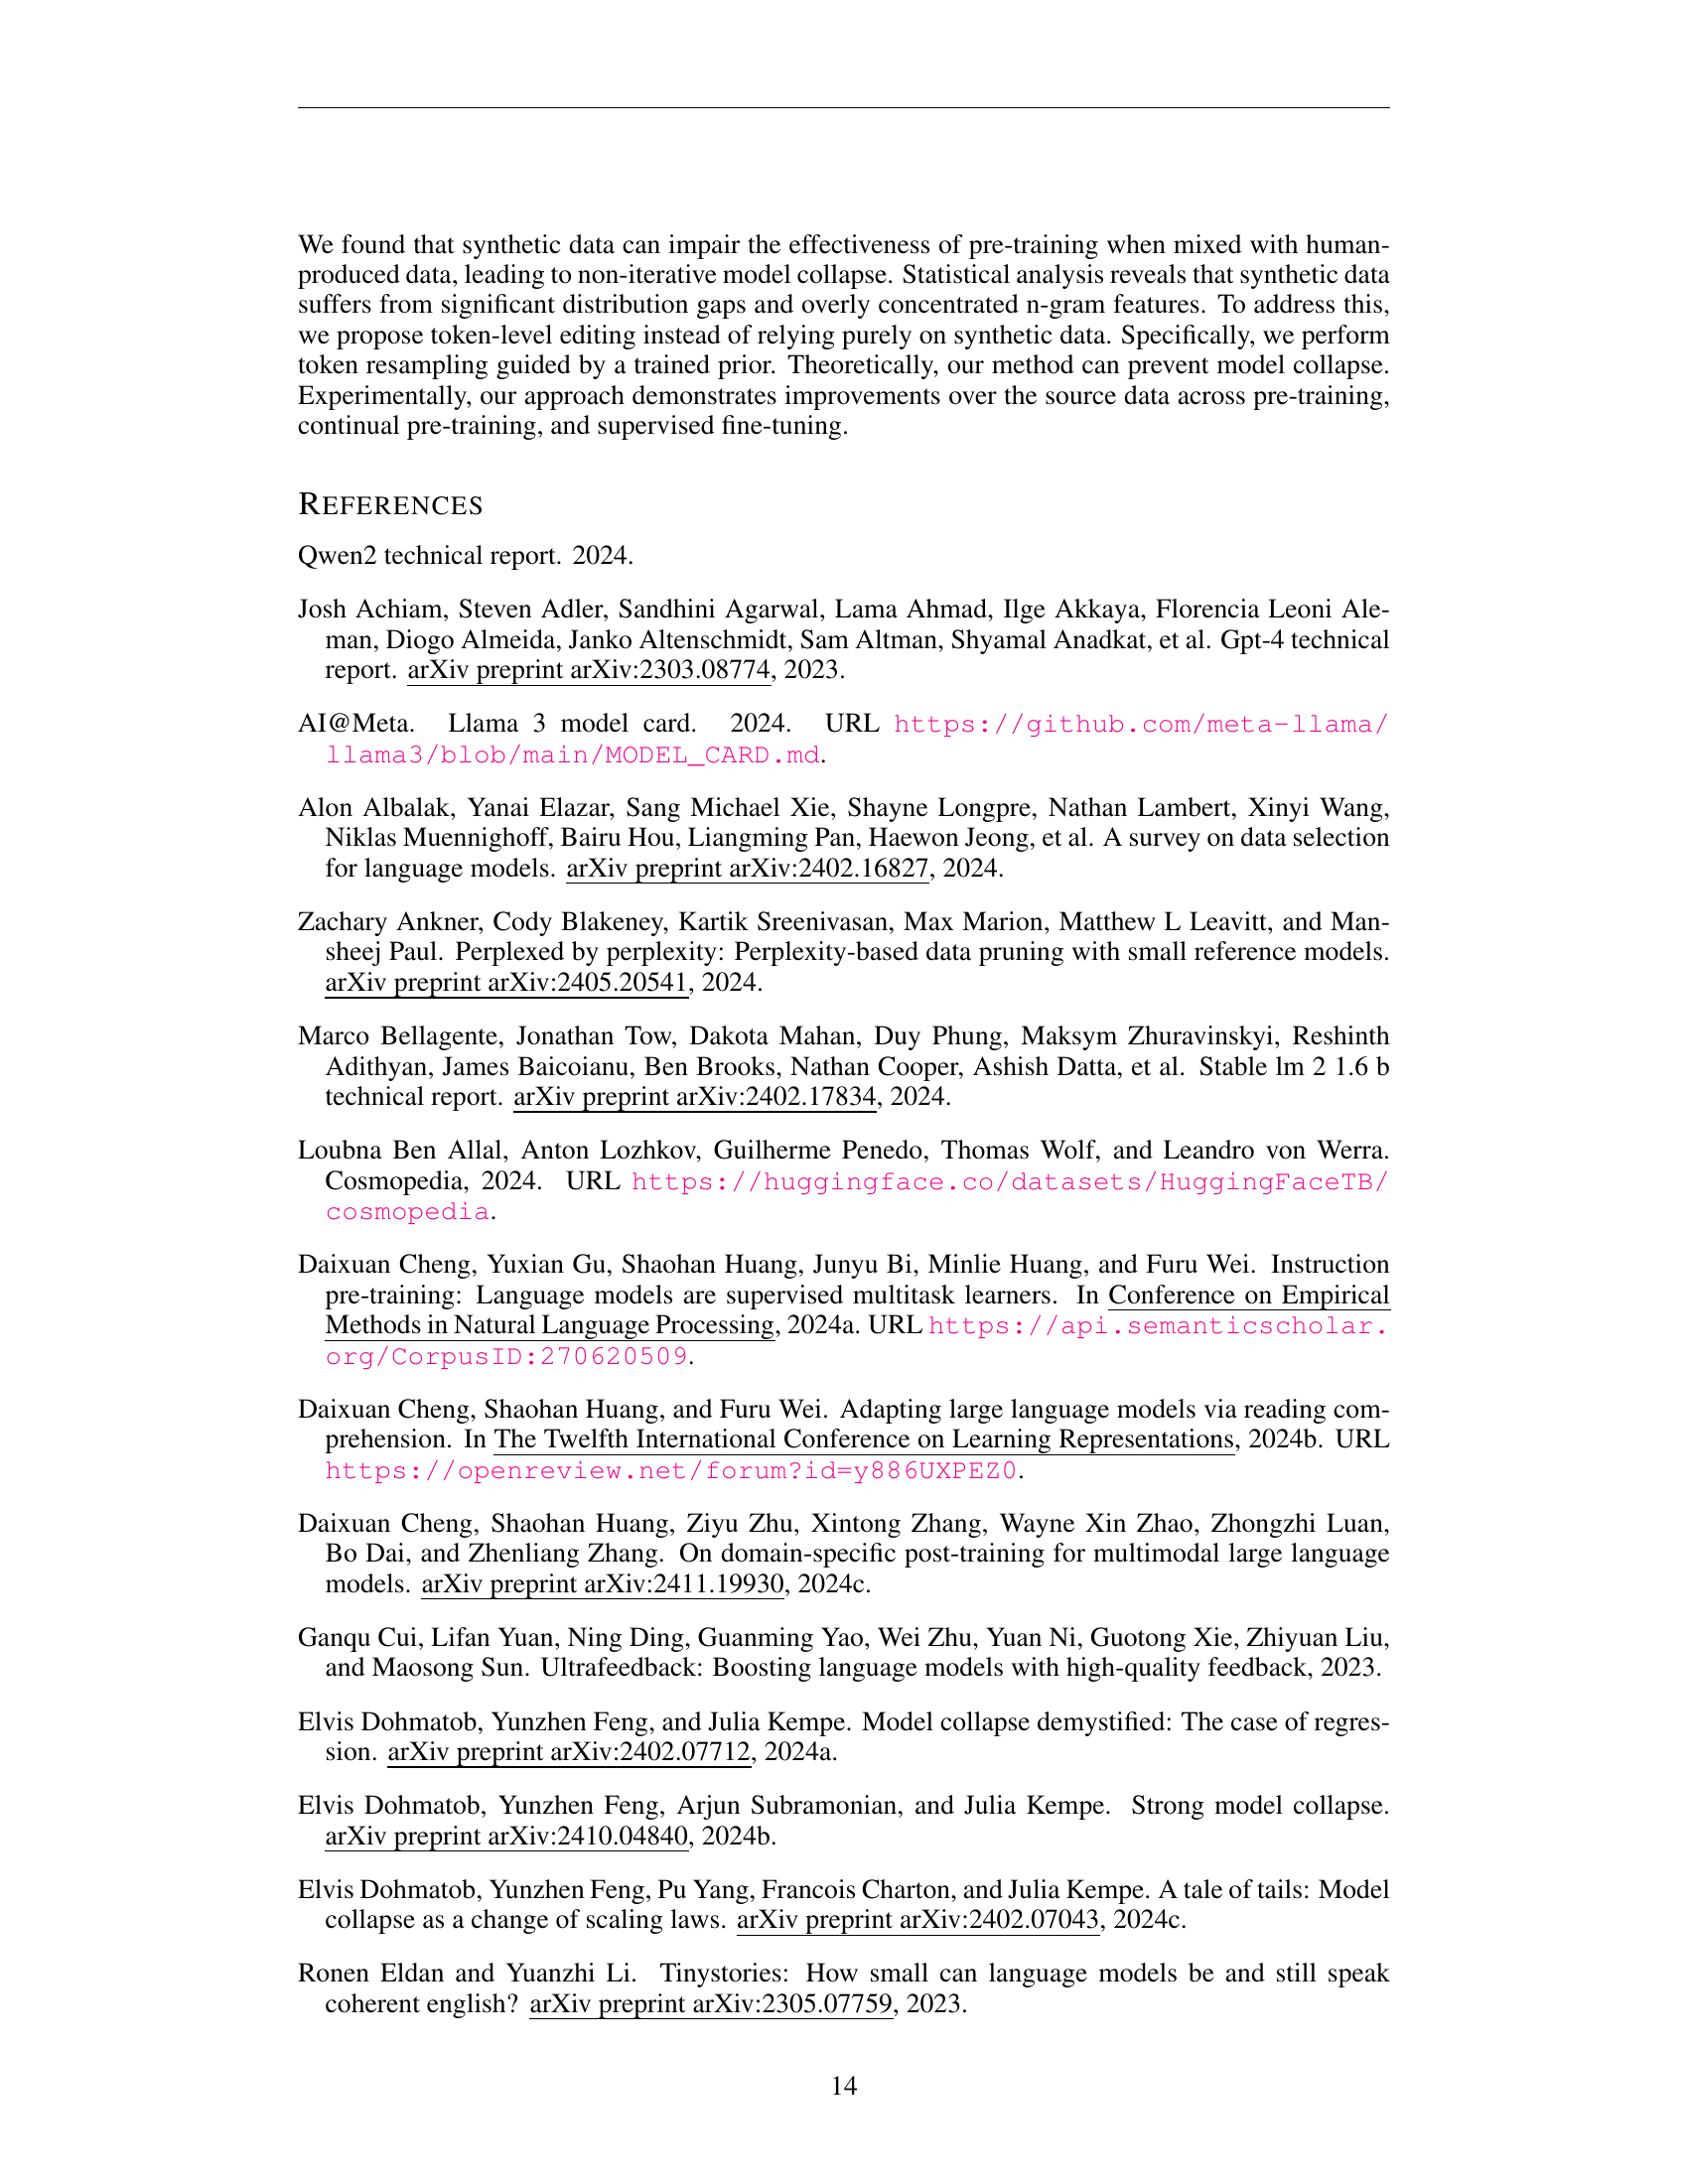 We found that synthetic data can impair the effectiveness of pre-training when mixed with human-
produced data, leading to non-iterative model collapse. Statistical analysis reveals that synthetic data
suffers from significant distribution gaps and overly concentrated n-gram features. To address this,
we propose token-level editing instead of relying purely on synthetic data. Specifically, we perform
token resampling guided by a trained prior. Theoretically, our method can prevent model collapse.
Experimentally, our approach demonstrates improvements over the source data across pre-training,
continual pre-training, and supervised fine-tuning.
REFERENCES
Qwen2 technical report. 2024.
Josh Achiam, Steven Adler, Sandhini Agarwal, Lama Ahmad, Ilge Akkaya, Florencia Leoni Ale-
man, Diogo Almeida, Janko Altenschmidt, Sam Altman, Shyamal Anadkat, et al. Gpt-4 technical
report. arXiv preprint arXiv:2303.08774, 2023.
AI@Meta. Llama 3 model card. 2024. URL https://github.com/meta-llama/
llama3/blob/main/MODEL_CARD.md.
Alon Albalak, Yanai Elazar, Sang Michael Xie, Shayne Longpre, Nathan Lambert, Xinyi Wang,
Niklas Muennighoff, Bairu Hou, Liangming Pan, Haewon Jeong, et al. A survey on data selection
for language models. arXiv preprint arXiv:2402.16827, 2024.
Zachary Ankner, Cody Blakeney, Kartik Sreenivasan, Max Marion, Matthew L Leavitt, and Man-
sheej Paul. Perplexed by perplexity: Perplexity-based data pruning with small reference models.
arXiv preprint arXiv:2405.20541, 2024.
Marco Bellagente, Jonathan Tow, Dakota Mahan, Duy Phung, Maksym Zhuravinskyi, Reshinth
Adithyan, James Baicoianu, Ben Brooks, Nathan Cooper, Ashish Datta, et al. Stable lm 2 1.6 b
technical report. arXiv preprint arXiv:2402.17834, 2024.
Loubna Ben Allal, Anton Lozhkov, Guilherme Penedo, Thomas Wolf, and Leandro von Werra.
Cosmopedia, 2024. URL https://huggingface.co/datasets/HuggingFaceTB/
cosmopedia.
Daixuan Cheng, Yuxian Gu, Shaohan Huang, Junyu Bi, Minlie Huang, and Furu Wei. Instruction
pre-training: Language models are supervised multitask learners. In Conference on Empirical
Methods in Natural Language Processing, 2024a. URL https://api.semanticscholar.
org/CorpusID:270620509.
Daixuan Cheng, Shaohan Huang, and Furu Wei. Adapting large language models via reading com-
prehension. In The Twelfth International Conference on Learning Representations, 2024b. URL
https://openreview.net/forum?id=y886UXPEZ0.
Daixuan Cheng, Shaohan Huang, Ziyu Zhu, Xintong Zhang, Wayne Xin Zhao, Zhongzhi Luan,
Bo Dai, and Zhenliang Zhang. On domain-specific post-training for multimodal large language
models. arXiv preprint arXiv:2411.19930, 2024c.
Ganqu Cui, Lifan Yuan, Ning Ding, Guanming Yao, Wei Zhu, Yuan Ni, Guotong Xie, Zhiyuan Liu,
and Maosong Sun. Ultrafeedback: Boosting language models with high-quality feedback, 2023.
Elvis Dohmatob, Yunzhen Feng, and Julia Kempe. Model collapse demystified: The case of regres-
sion. arXiv preprint arXiv:2402.07712, 2024a.
Elvis Dohmatob, Yunzhen Feng, Arjun Subramonian, and Julia Kempe. Strong model collapse.
arXiv preprint arXiv:2410.04840, 2024b.
Elvis Dohmatob, Yunzhen Feng, Pu Yang, Francois Charton, and Julia Kempe. A tale of tails: Model
collapse as a change of scaling laws. arXiv preprint arXiv:2402.07043, 2024c.
Ronen Eldan and Yuanzhi Li. Tinystories: How small can language models be and still speak
coherent english? arXiv preprint arXiv:2305.07759, 2023.
14